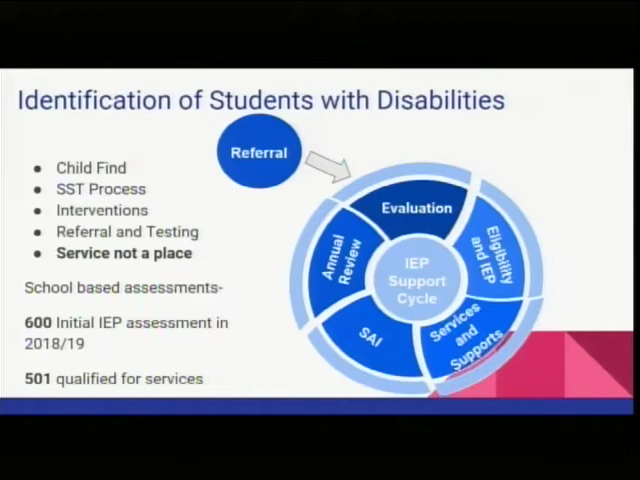 Identification of Students with Disabilities
Child Find
SST Process
Interventions
Referral and Testing
Service not a place
School based assessments-
600 Initial IEP assessment in
2018/19
501 qualified for services
Referral
Evaluation
Eligibility
and IEP
Services
and
Supports
SAI
Annual
Review
IEP
Support
Cycle